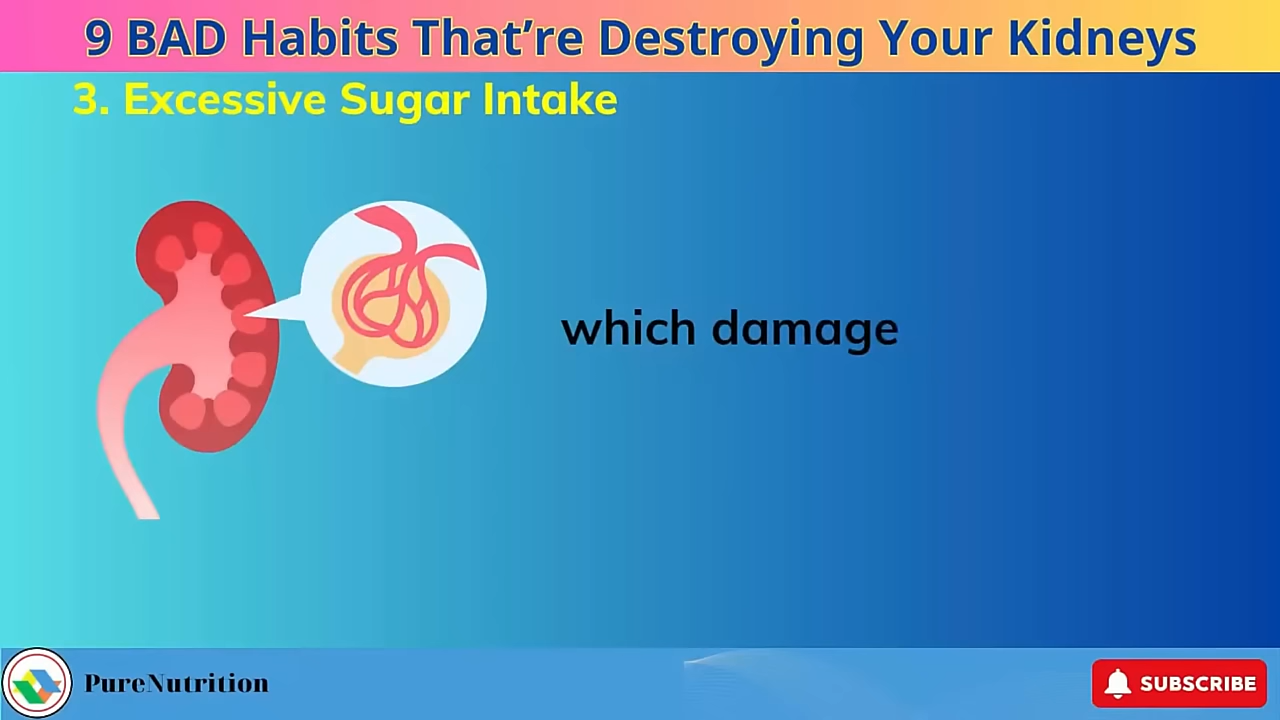 9 BAD Habits That’re Destroying Your Kidneys
3. Excessive Sugar Intake
which damage
PureNutrition
SUBSCRIBE